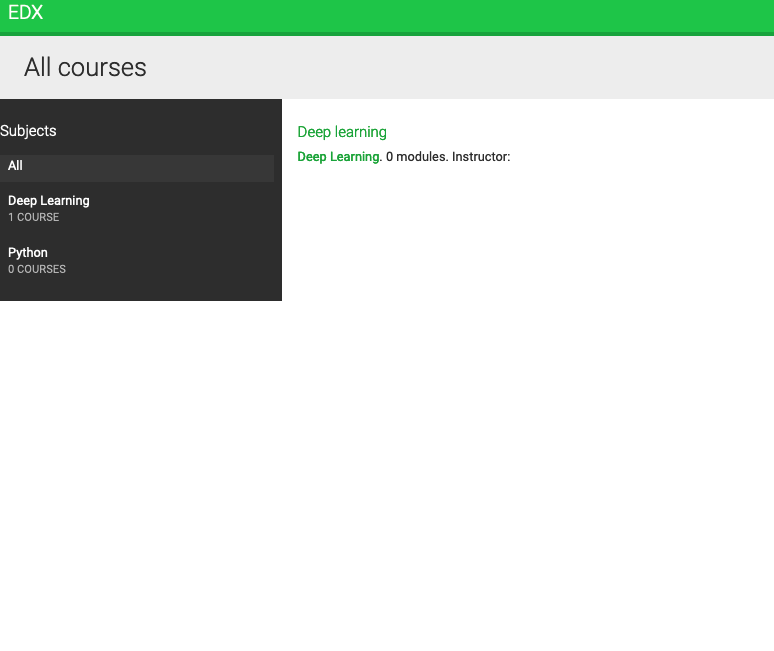 EDX
All courses
Subjects
All
Deep Learning
1 COURSE
Python
0 COURSES
Deep learning
Deep Learning. 0 modules. Instructor: